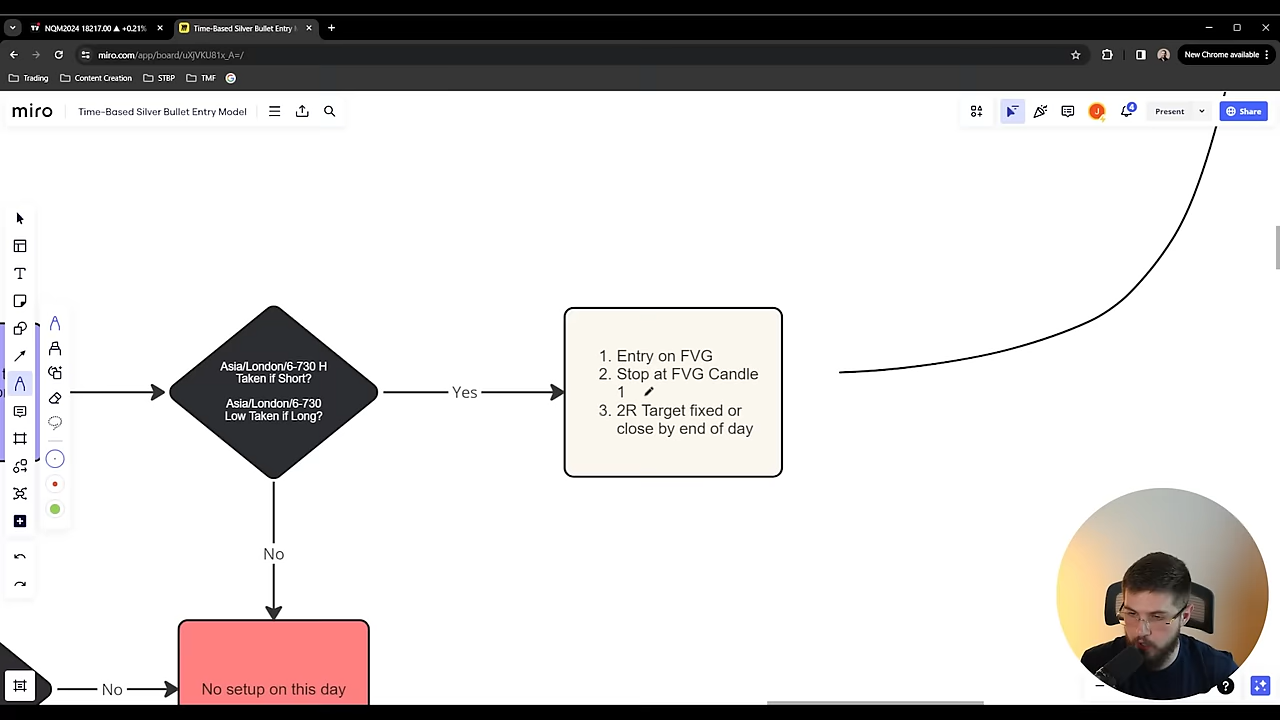 NQM2024 18217.00 ▲ +0.21%
Time-Based Silver Bullet Entry
miro.com/app/board/uXjVKU81x_A=/
New Chrome available
Trading
Content Creation
STBP
TMF
miro
Time-Based Silver Bullet Entry Model
J
4
Present
Share
Asia/London/6-730 H
Taken if Short?
Asia/London/6-730
Low Taken if Long?
Yes
1. Entry on FVG
2. Stop at FVG Candle
1
3. 2R Target fixed or
close by end of day
No
No setup on this day
No